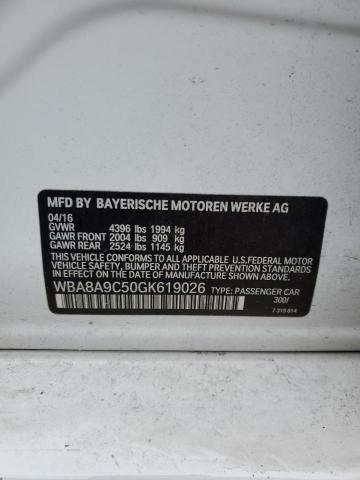 MFD BY BAYERISCHE MOTOREN WERKE AG
04/16
GVWR 4396 lbs 1994 kg
GAWR FRONT 2004 lbs 909 kg
GAWR REAR 2524 lbs 1145 kg
THIS VEHICLE CONFORMS TO ALL APPLICABLE U.S.FEDERAL MOTOR
VEHICLE SAFETY, BUMPER, AND THEFT PREVENTION STANDARDS
IN EFFECT ON THE DATE OF MANUFACTURE SHOWN ABOVE.
WBA8A9C50GK619026 TYPE: PASSENGER CAR
300/
7 315 814